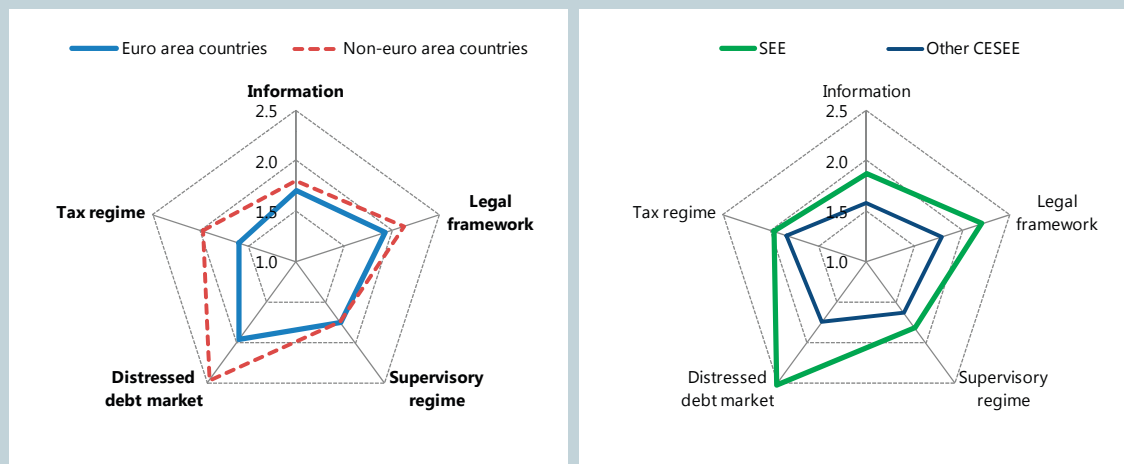 Euro area countries
Non-euro area countries
Information
2.5
2.0
1.5
1.0
Tax regime
Legal
framework
Distressed
debt market
Supervisory
regime
SEE
Other CESEE
Information
2.5
2.0
1.5
1.0
Tax regime
Legal
framework
Distressed
debt market
Supervisory
regime